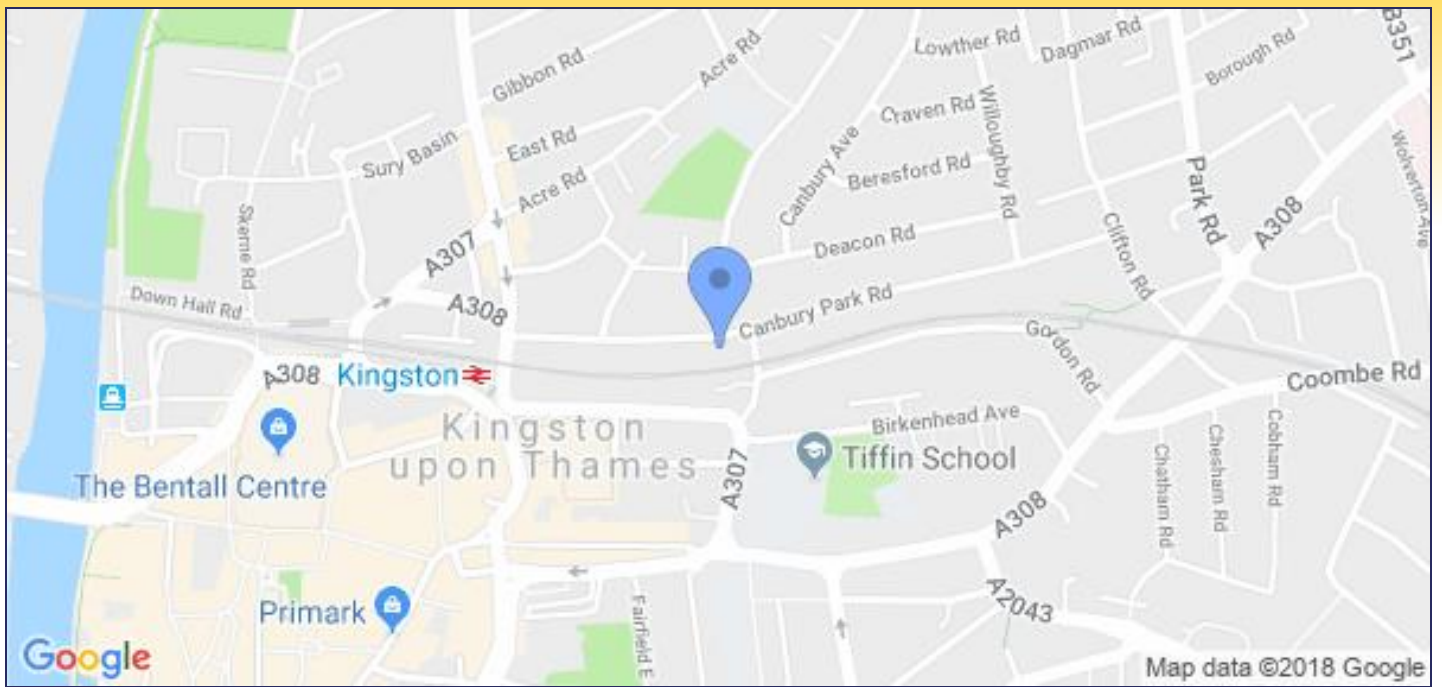 Lowther Rd
Dagmar Rd
B351
Borough Rd
Acre Rd
Gibbon Rd
Craven Rd
Willoughby Rd
Canbury Ave
Sury Basin
East Rd
Beresford Rd
Wolverton Ave
Acre Rd
Park Rd
A308
Skerne Rd
A307
Deacon Rd
Clifton Rd
Down Hall Rd
A308
Canbury Park Rd
Gordon Rd
A308
Kingston
Coombe Rd
Kingston
upon Thames
Birkenhead Ave
Tiffin School
The Bentall Centre
A307
Chatham Rd
Chesham Rd
Cobham Rd
A308
A2043
Primark
Fairfield E
Google
Map data ©2018 Google